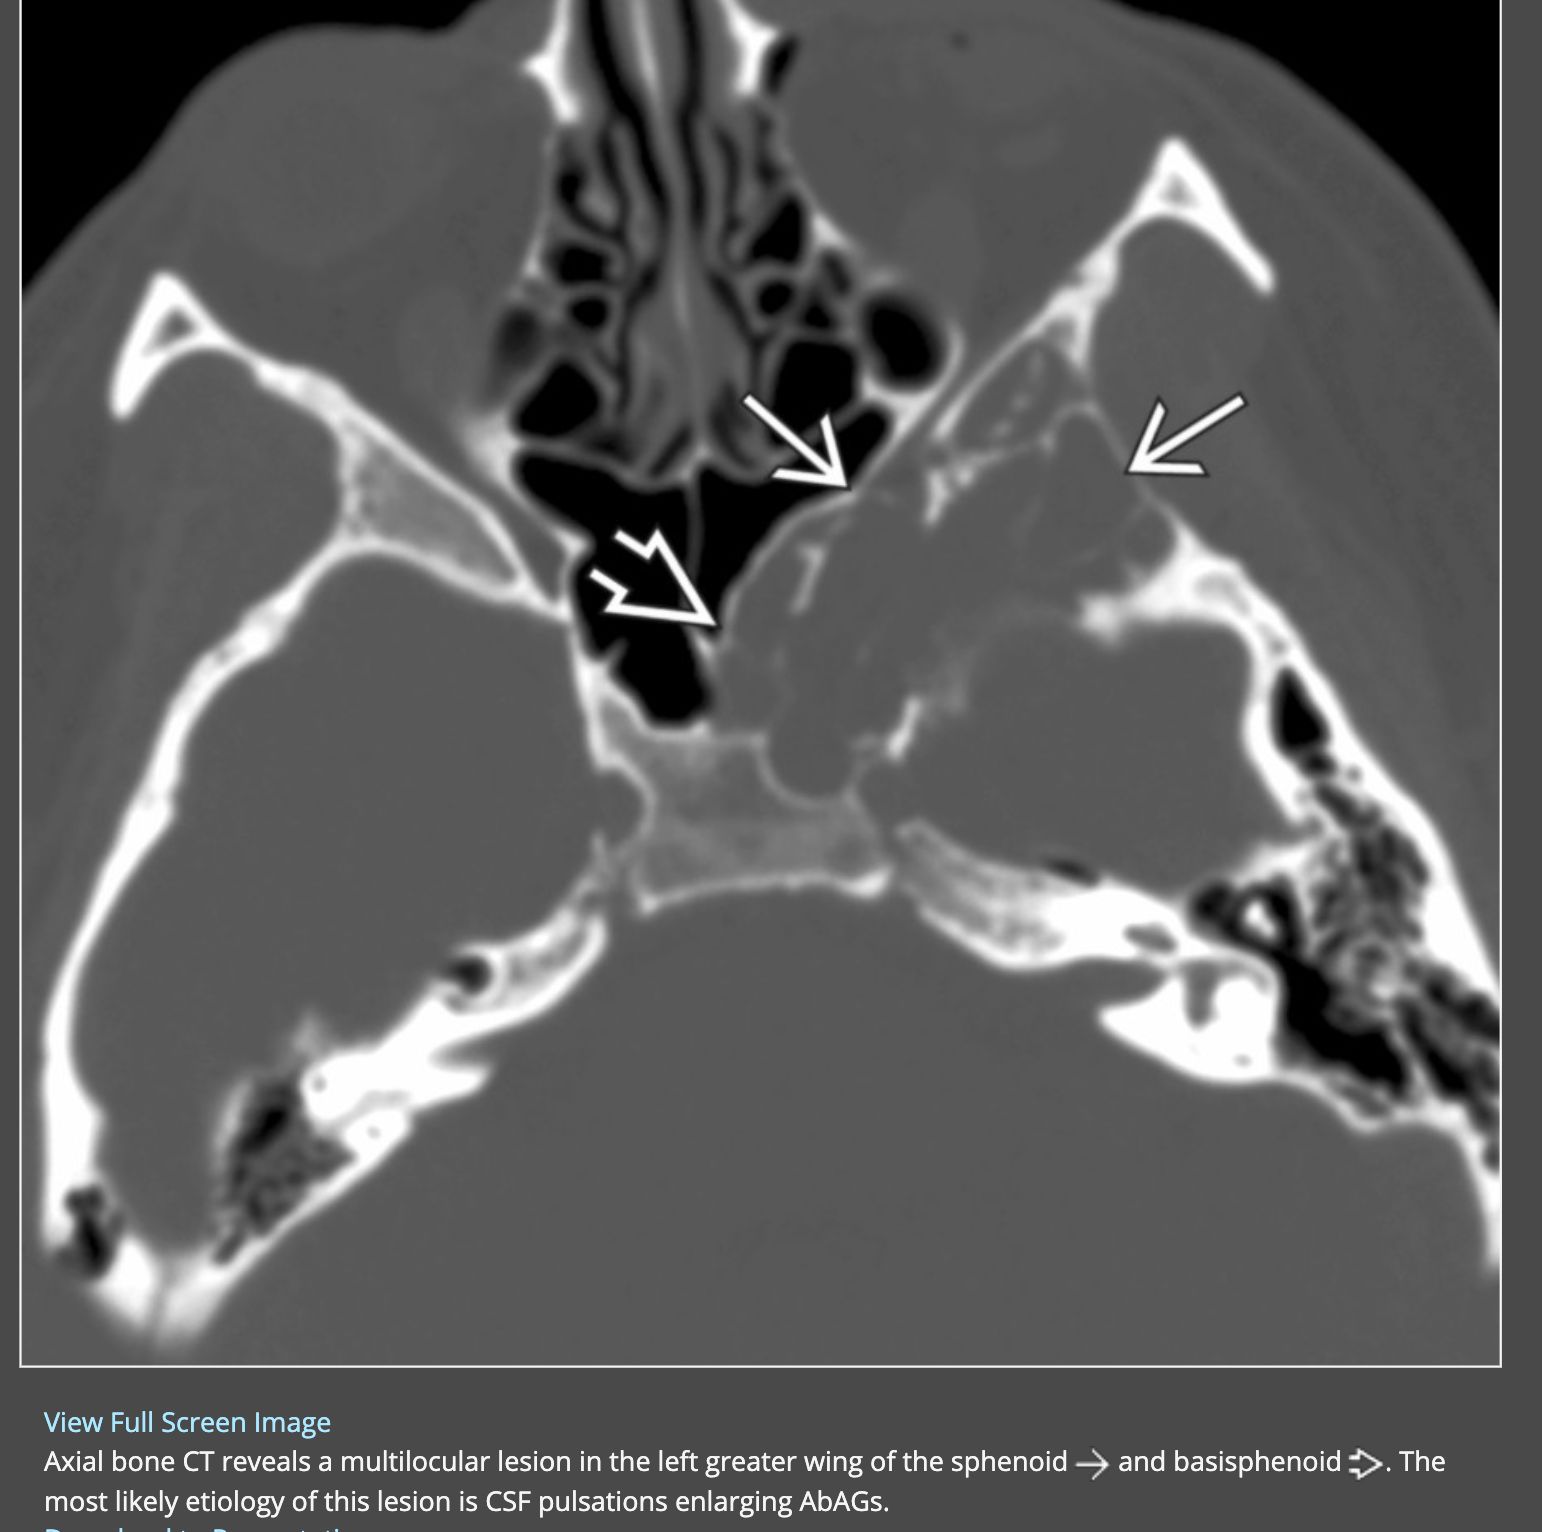 View Full Screen Image
Axial bone CT reveals a multilocular lesion in the left greater wing of the sphenoid and basisphenoid . The
most likely etiology of this lesion is CSF pulsations enlarging AbAGs.